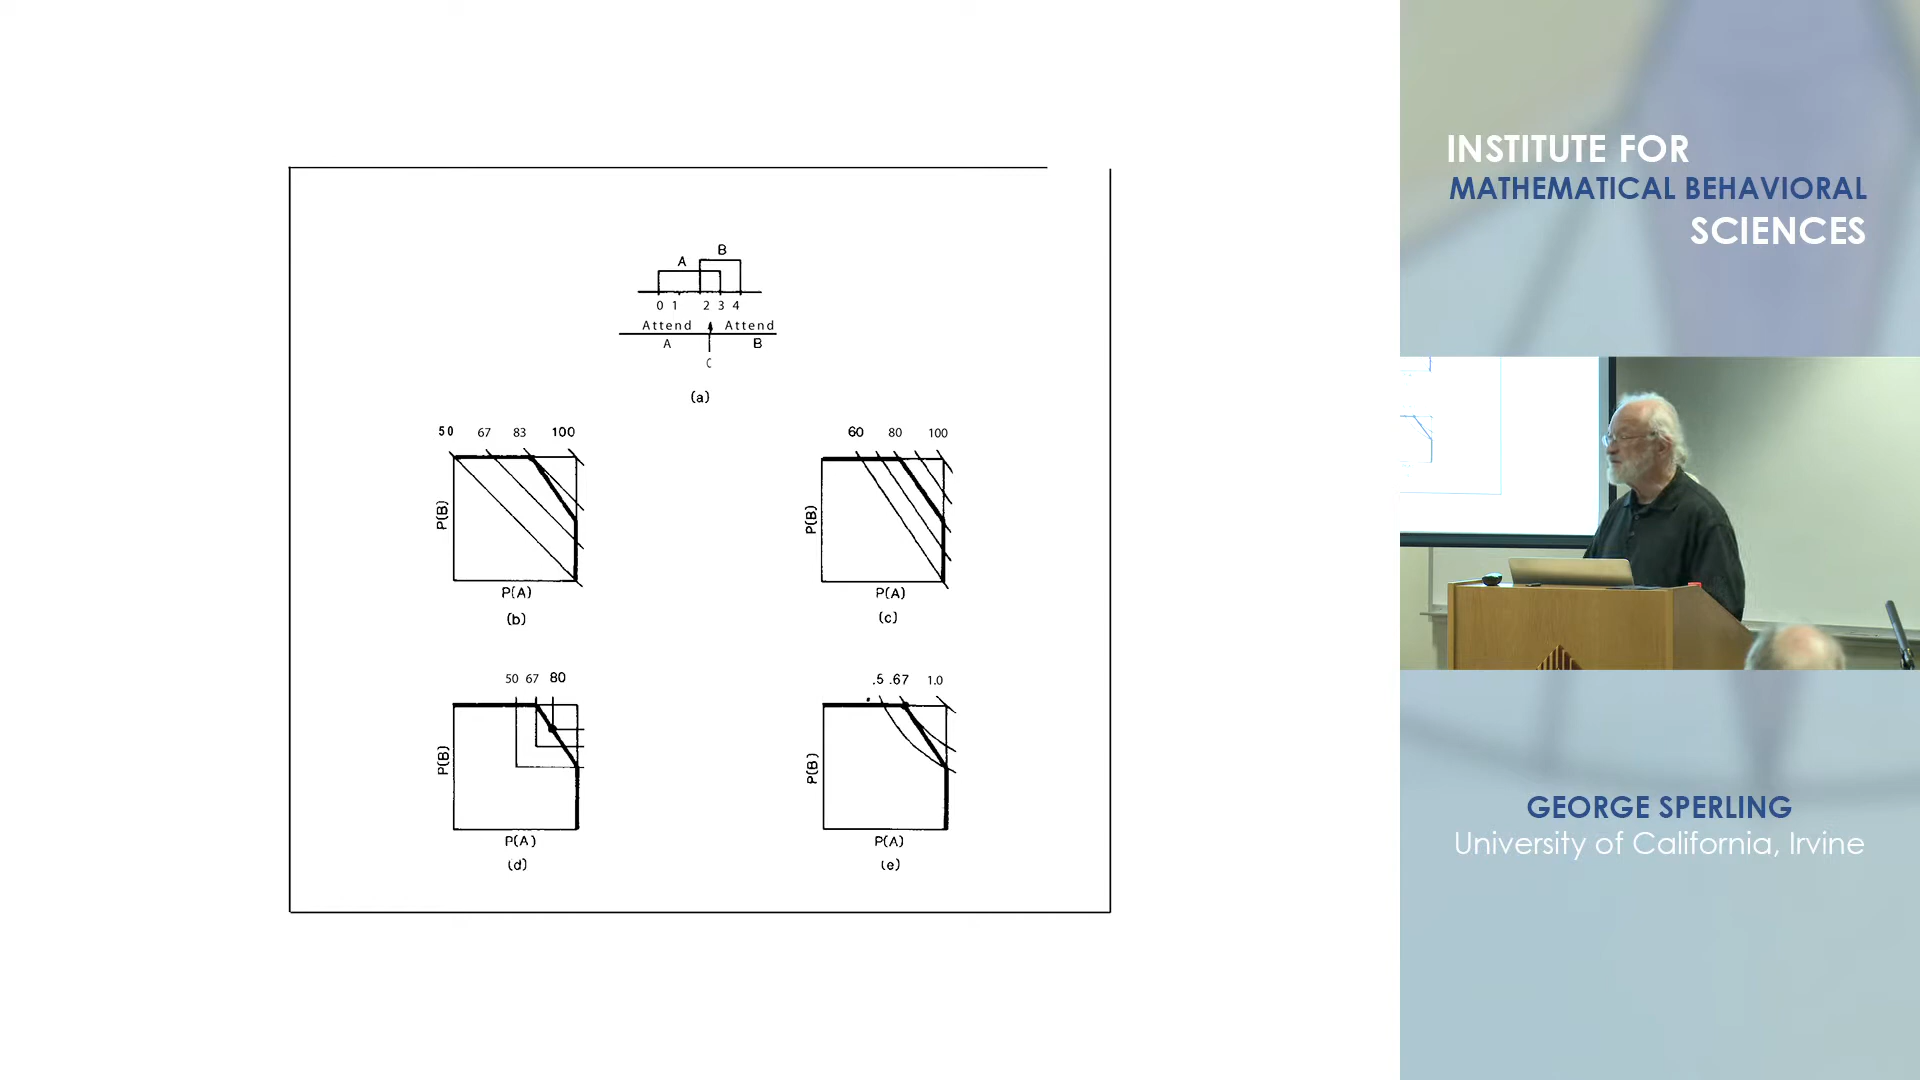 B
A
0 1 2 3 4
Attend Attend
A B
C
(a)
50 67 83 100
P(B)
P(A)
(b)
60 80 100
P(B)
P(A)
(c)
50 67 80
P(B)
P(A)
(d)
.5 .67 1.0
P(B)
P(A)
(e)
INSTITUTE FOR
MATHEMATICAL BEHAVIORAL
SCIENCES
GEORGE SPERLING
University of California, Irvine